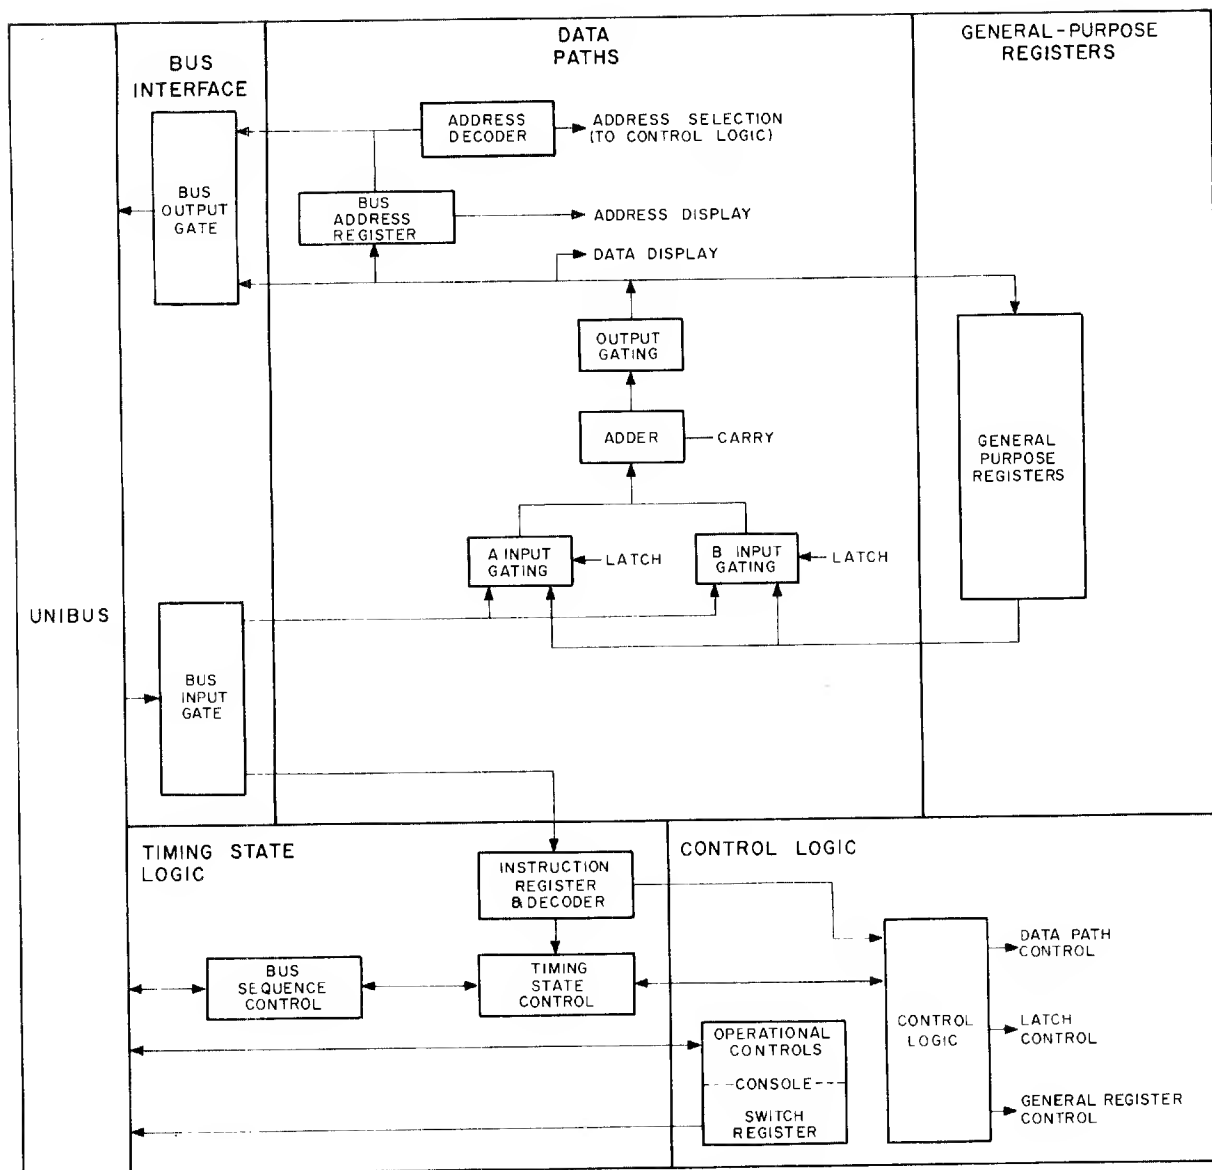 DATA
PATHS
GENERAL-PURPOSE
REGISTERS
BUS
INTERFACE
ADDRESS
DECODER
ADDRESS SELECTION
(TO CONTROL LOGIC)
BUS
OUTPUT
GATE
BUS
ADDRESS
REGISTER
ADDRESS DISPLAY
DATA DISPLAY
OUTPUT
GATING
ADDER
CARRY
GENERAL
PURPOSE
REGISTERS
A INPUT
GATING
LATCH
B INPUT
GATING
LATCH
UNIBUS
BUS
INPUT
GATE
TIMING STATE
LOGIC
INSTRUCTION
REGISTER
& DECODER
CONTROL LOGIC
BUS
SEQUENCE
CONTROL
TIMING
STATE
CONTROL
OPERATIONAL
CONTROLS
CONSOLE
SWITCH
REGISTER
CONTROL
LOGIC
DATA PATH
CONTROL
LATCH
CONTROL
GENERAL REGISTER
CONTROL